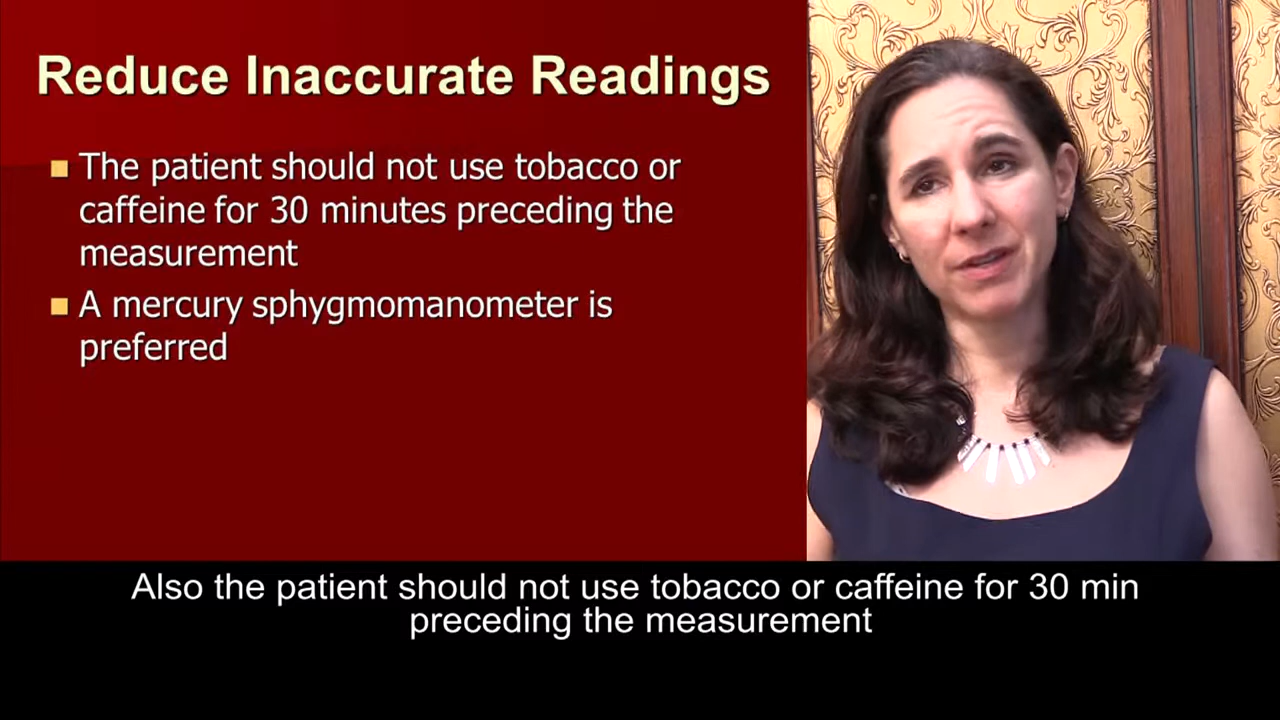 Reduce Inaccurate Readings
The patient should not use tobacco or
caffeine for 30 minutes preceding the
measurement
A mercury sphygmomanometer is
preferred
Also the patient should not use tobacco or caffeine for 30 min
preceding the measurement